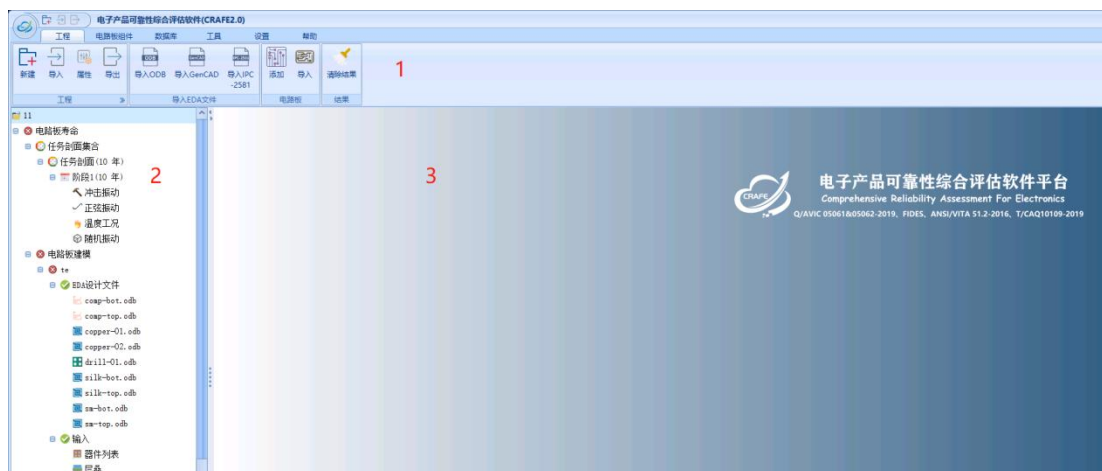 电子产品可靠性综合评估软件(CRAFE2.0)
工程 电路板组件 数据库 工具 设置 帮助
新建 导入 属性 导出 导入ODB 导入GenCAD 导入IPC-2581 添加 导入 清除结果
工程 导入EDA文件 电路板 结果
1
11
电路板寿命
任务剖面集合
任务剖面(10 年)
阶段1(10 年)
2
冲击振动
正弦振动
温度工况
随机振动
电路板建模
te
EDA设计文件
comp-bot.odb
comp-top.odb
copper-01.odb
copper-02.odb
drill-01.odb
silk-bot.odb
silk-top.odb
sm-bot.odb
sm-top.odb
输入
器件列表
层叠
3
CRAFE
电子产品可靠性综合评估软件平台
Comprehensive Reliability Assessment For Electronics
Q/AVIC 05061&05062-2019, FIDES, ANSI/VITA 51.2-2016, T/CAQ10109-2019